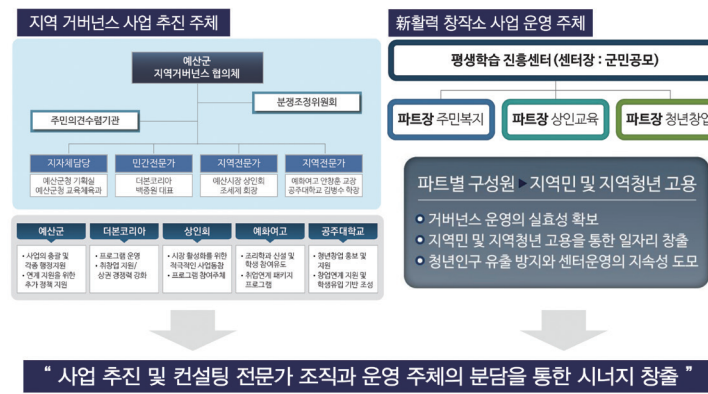 지역 거버넌스 사업 추진 주체
예산군
지역거버넌스 협의체
분쟁조정위원회
주민의견수렴기관
지자체담당
예산군청 기획실
예산군청 교육체육과
민간전문가
더본코리아
백종원 대표
지역전문가
예산시장 상인회
조세제 회장
지역전문가
예화여고 안창훈 교장
공주대학교 김병수 학장
예산군
• 사업의 총괄 및
각종 행정지원
• 연계 지원을 위한
추가 정책 지원
더본코리아
• 프로그램 운영
• 취창업 지원/
상권 경쟁력 강화
상인회
• 시장 활성화를 위한
적극적인 사업동참
• 프로그램 참여주체
예화여고
• 조리학과 신설 및
학생 참여유도
• 취업연계 패키지
프로그램
공주대학교
• 청년창업 홍보 및
지원
• 창업연계 지원 및
학생유입 기반 조성
新활력 창작소 사업 운영 주체
평생학습 진흥센터 (센터장 : 군민공모)
파트장 주민복지
파트장 상인교육
파트장 청년창업
파트별 구성원 ▶ 지역민 및 지역청년 고용
거버넌스 운영의 실효성 확보
지역민 및 지역청년 고용을 통한 일자리 창출
청년인구 유출 방지와 센터운영의 지속성 도모
“ 사업 추진 및 컨설팅 전문가 조직과 운영 주체의 분담을 통한 시너지 창출 ”